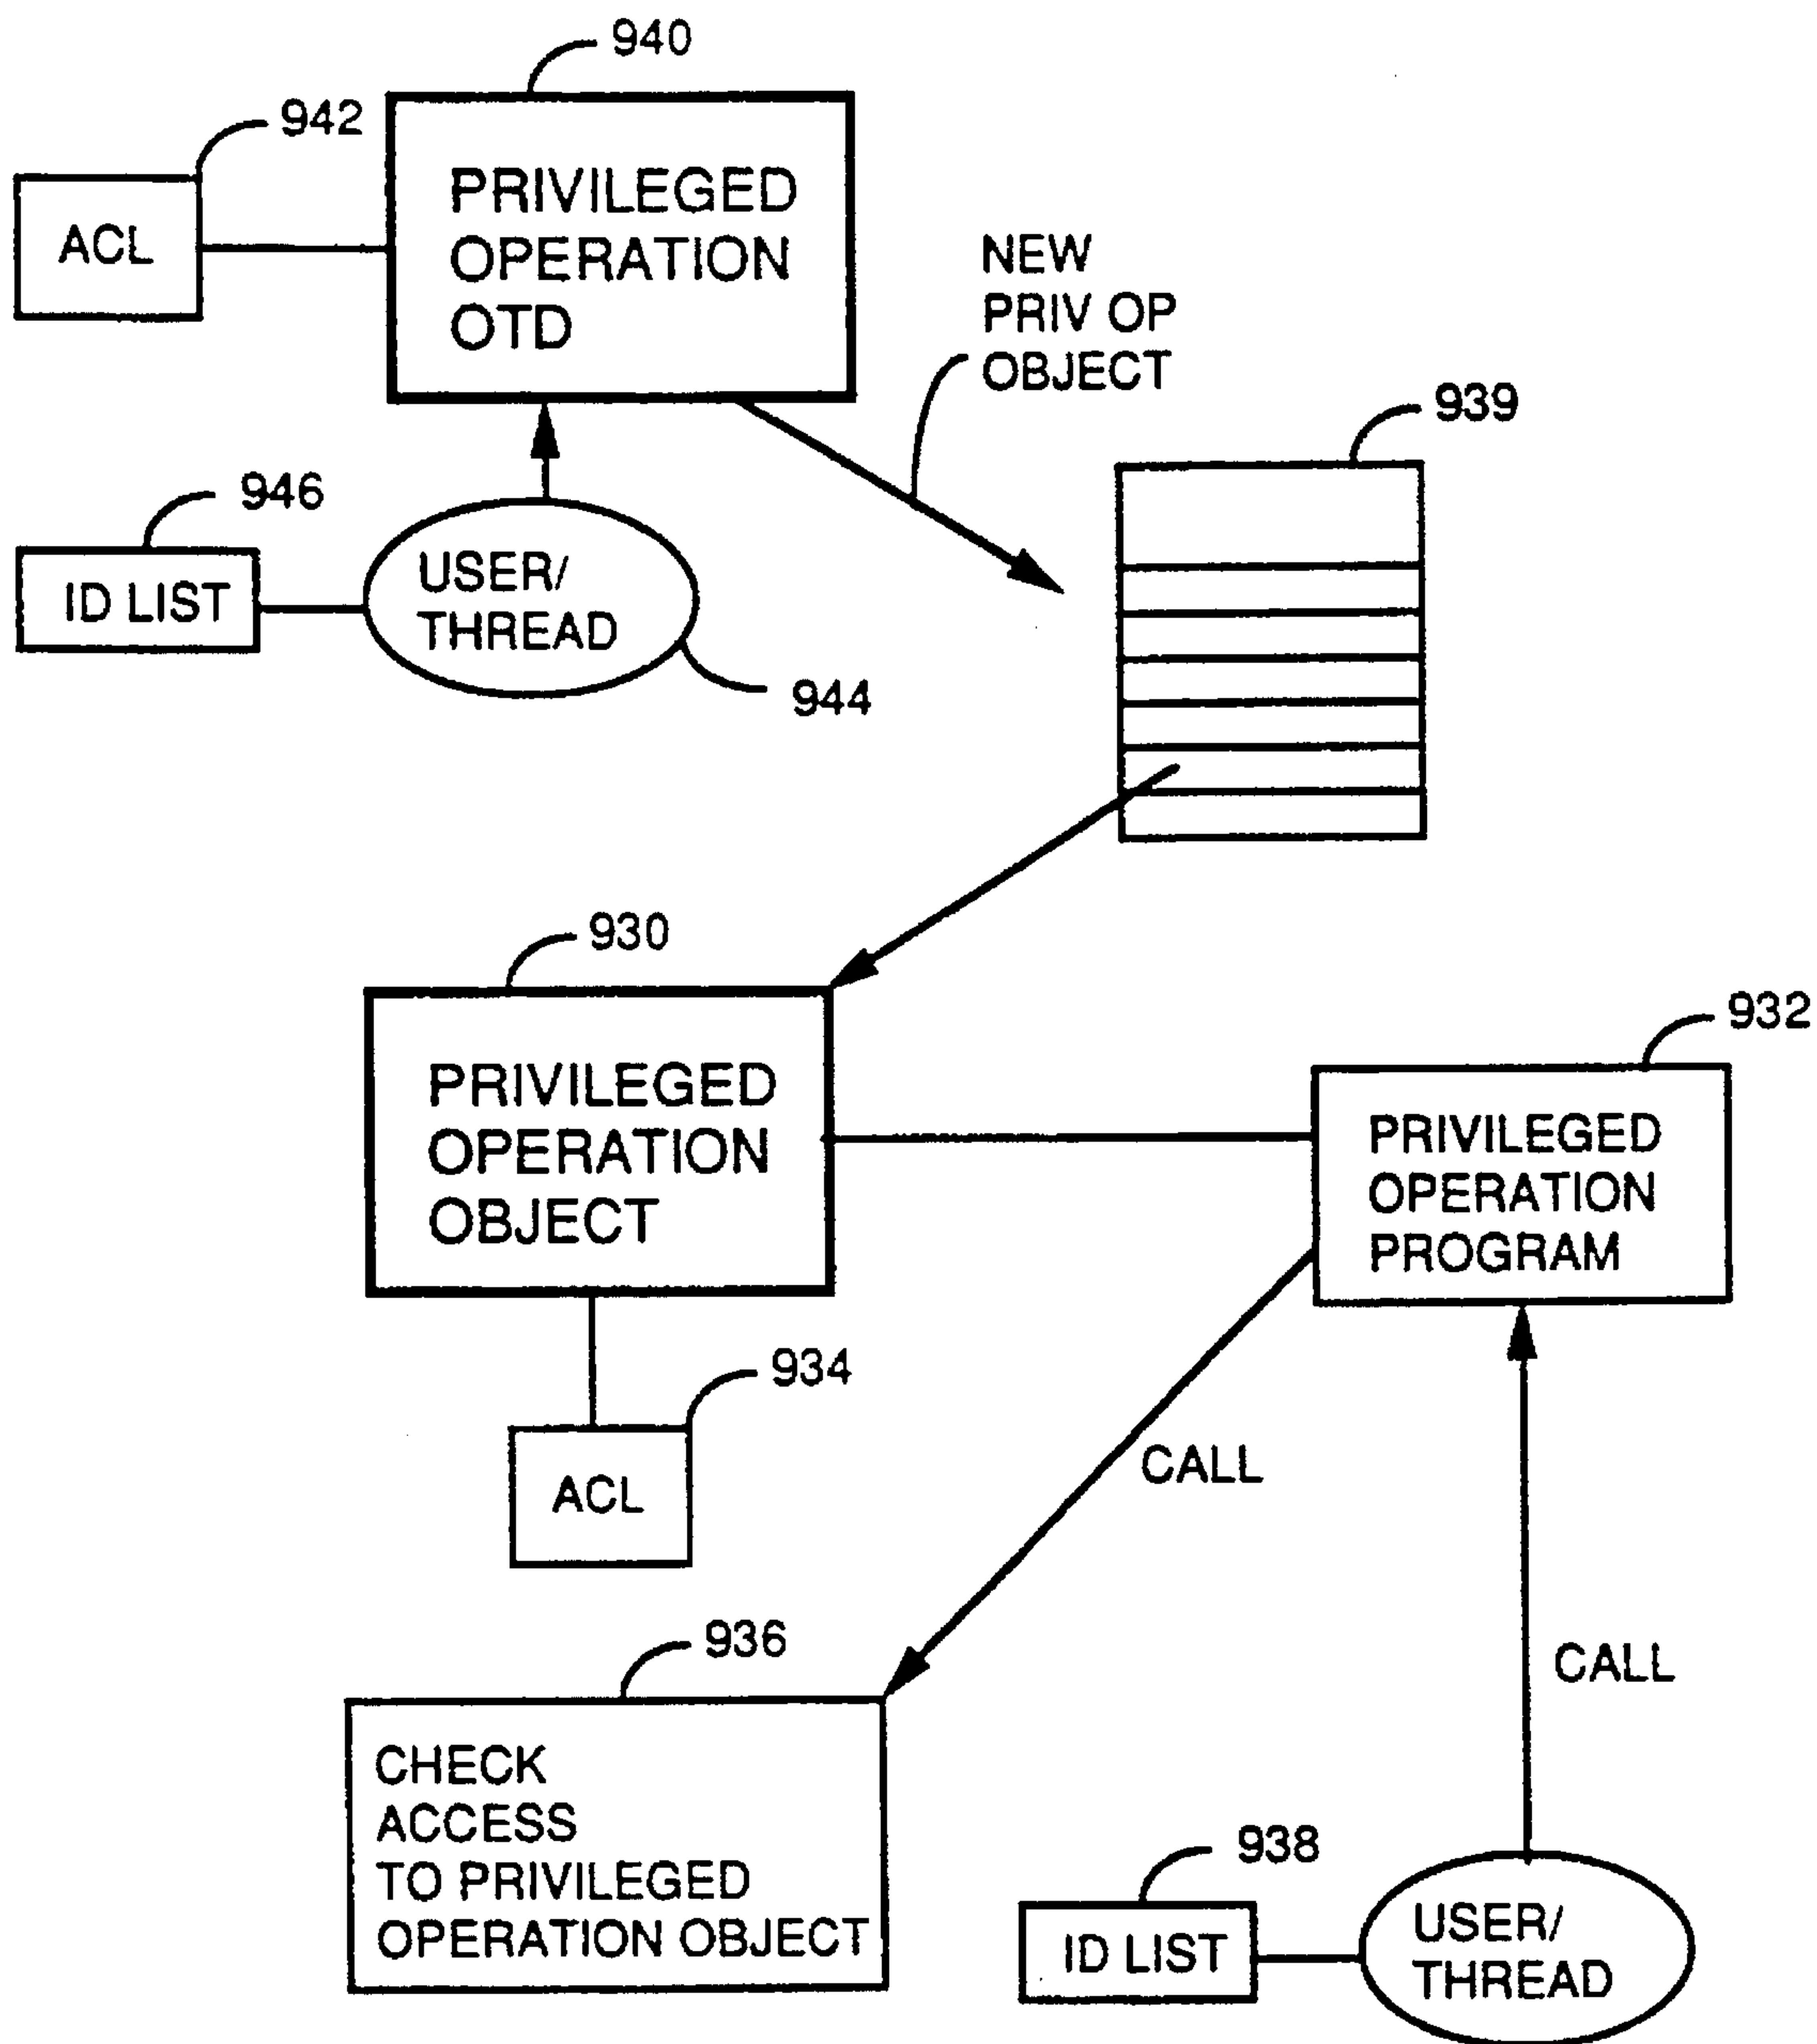 940
942
PRIVILEGED
OPERATION
OTD
ACL
NEW
PRIV OP
OBJECT
939
946
ID LIST
USER/
THREAD
944
930
932
PRIVILEGED
OPERATION
OBJECT
PRIVILEGED
OPERATION
PROGRAM
934
ACL
CALL
936
CALL
CHECK
ACCESS
TO PRIVILEGED
OPERATION OBJECT
938
ID LIST
USER/
THREAD